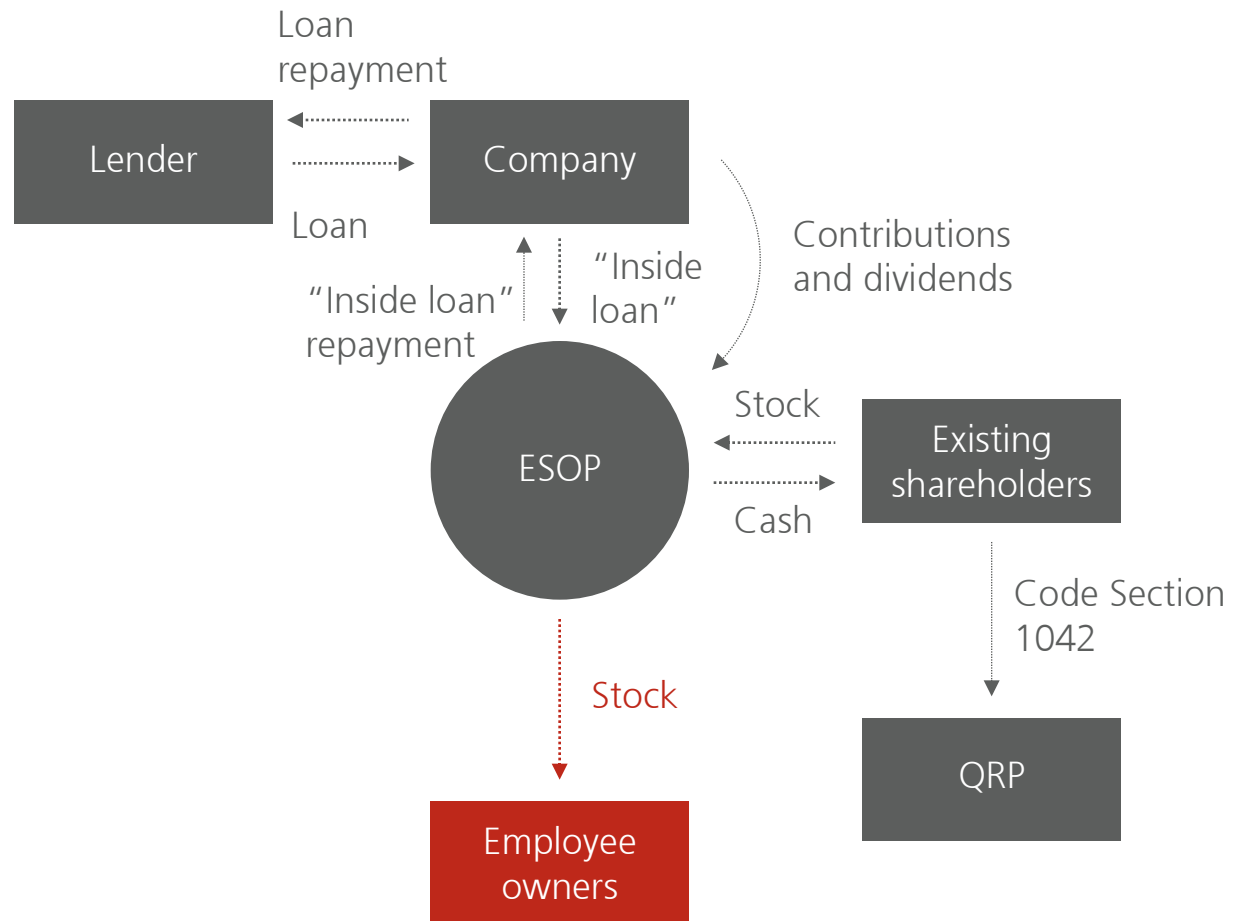 Loan
repayment
Lender
Company
Loan
“Inside
loan”
“Inside loan”
repayment
Contributions
and dividends
Stock
Existing
shareholders
ESOP
Cash
Code Section
1042
Stock
QRP
Employee
owners